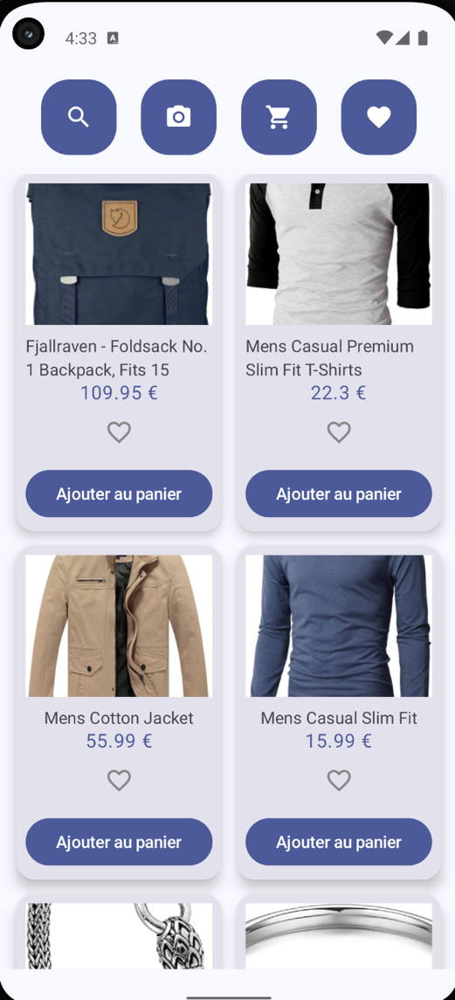 4:33 A
Fjallraven - Foldsack No.
1 Backpack, Fits 15
109.95 €
Ajouter au panier
Mens Casual Premium
Slim Fit T-Shirts
22.3 €
Ajouter au panier
Mens Cotton Jacket
55.99 €
Ajouter au panier
Mens Casual Slim Fit
15.99 €
Ajouter au panier